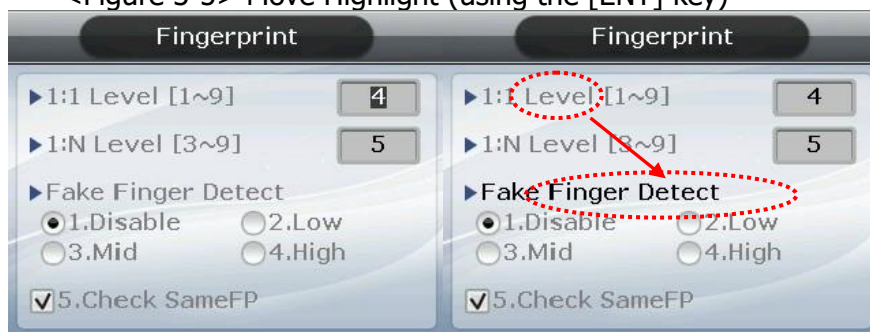 <Figure 3-3> Move Highlight (using the [ENT] key)
Fingerprint
▶1:1 Level [1~9] 4
▶1:N Level [3~9] 5
▶Fake Finger Detect
1.Disable 2.Low
3.Mid 4.High
5.Check SameFP
Fingerprint
▶1:1 Level [1~9] 4
▶1:N Level [3~9] 5
▶Fake Finger Detect
1.Disable 2.Low
3.Mid 4.High
5.Check SameFP